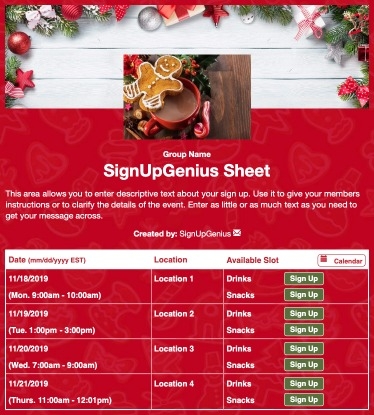 Group Name
SignUpGenius Sheet
This area allows you to enter descriptive text about your sign up. Use it to give your members
instructions or to clarify the details of the event. Enter as little or as much text as you need to
get your message across.
Created by: SignUpGenius
Date (mm/dd/yyyy EST) Location Available Slot Calendar
11/18/2019 Location 1 Drinks Sign Up
(Mon. 9:00am - 10:00am) Snacks Sign Up
11/19/2019 Location 2 Drinks Sign Up
(Tue. 1:00pm - 3:00pm) Snacks Sign Up
11/20/2019 Location 3 Drinks Sign Up
(Wed. 7:00am - 9:00am) Snacks Sign Up
11/21/2019 Location 4 Drinks Sign Up
(Thurs. 11:00am - 12:01pm) Snacks Sign Up